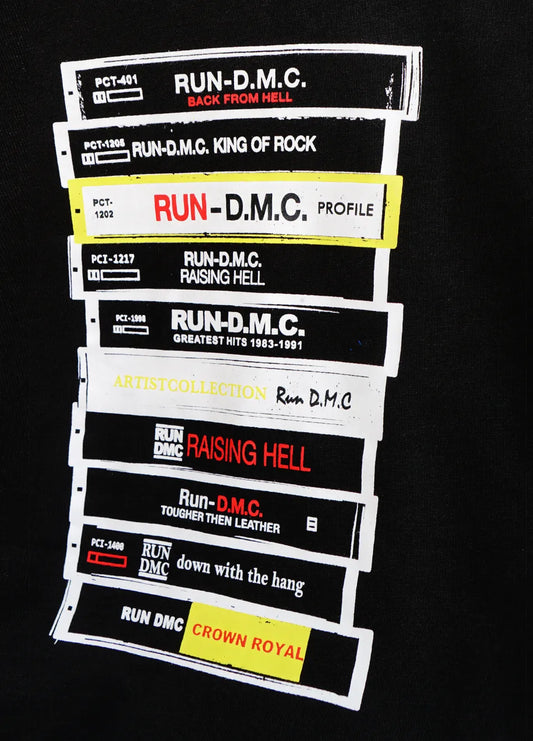 PCT-401
RUN-D.M.C.
BACK FROM HELL
PCT-1205
RUN-D.M.C. KING OF ROCK
PCT-
1202
RUN-D.M.C. PROFILE
PCI-1217
RUN-D.M.C.
RAISING HELL
PCI-1998
RUN-D.M.C.
GREATEST HITS 1983-1991
ARTISTCOLLECTION Run D.M.C
RUN
DMC
RAISING HELL
Run-D.M.C.
TOUGHER THEN LEATHER
PCI-1400
RUN
DMC
down with the hang
RUN DMC
CROWN ROYAL